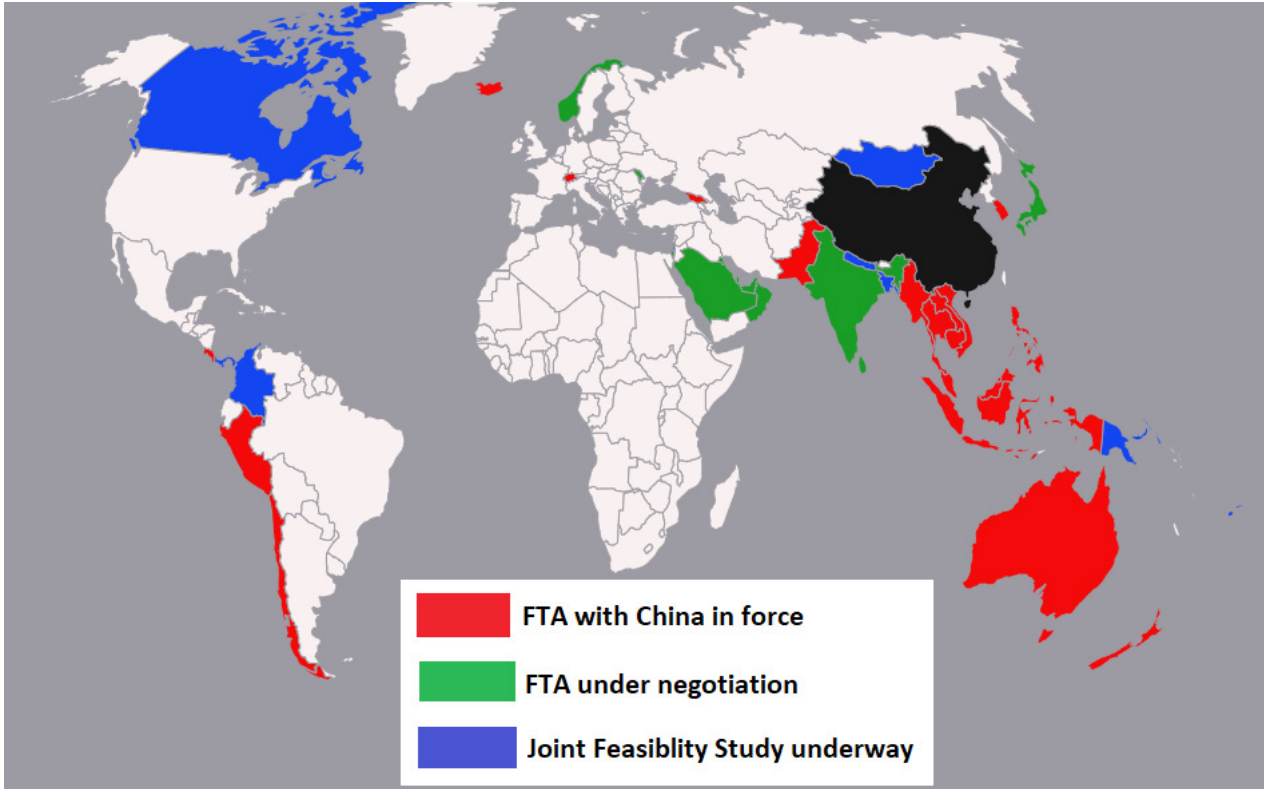 FTA with China in force
FTA under negotiation
Joint Feasiblity Study underway